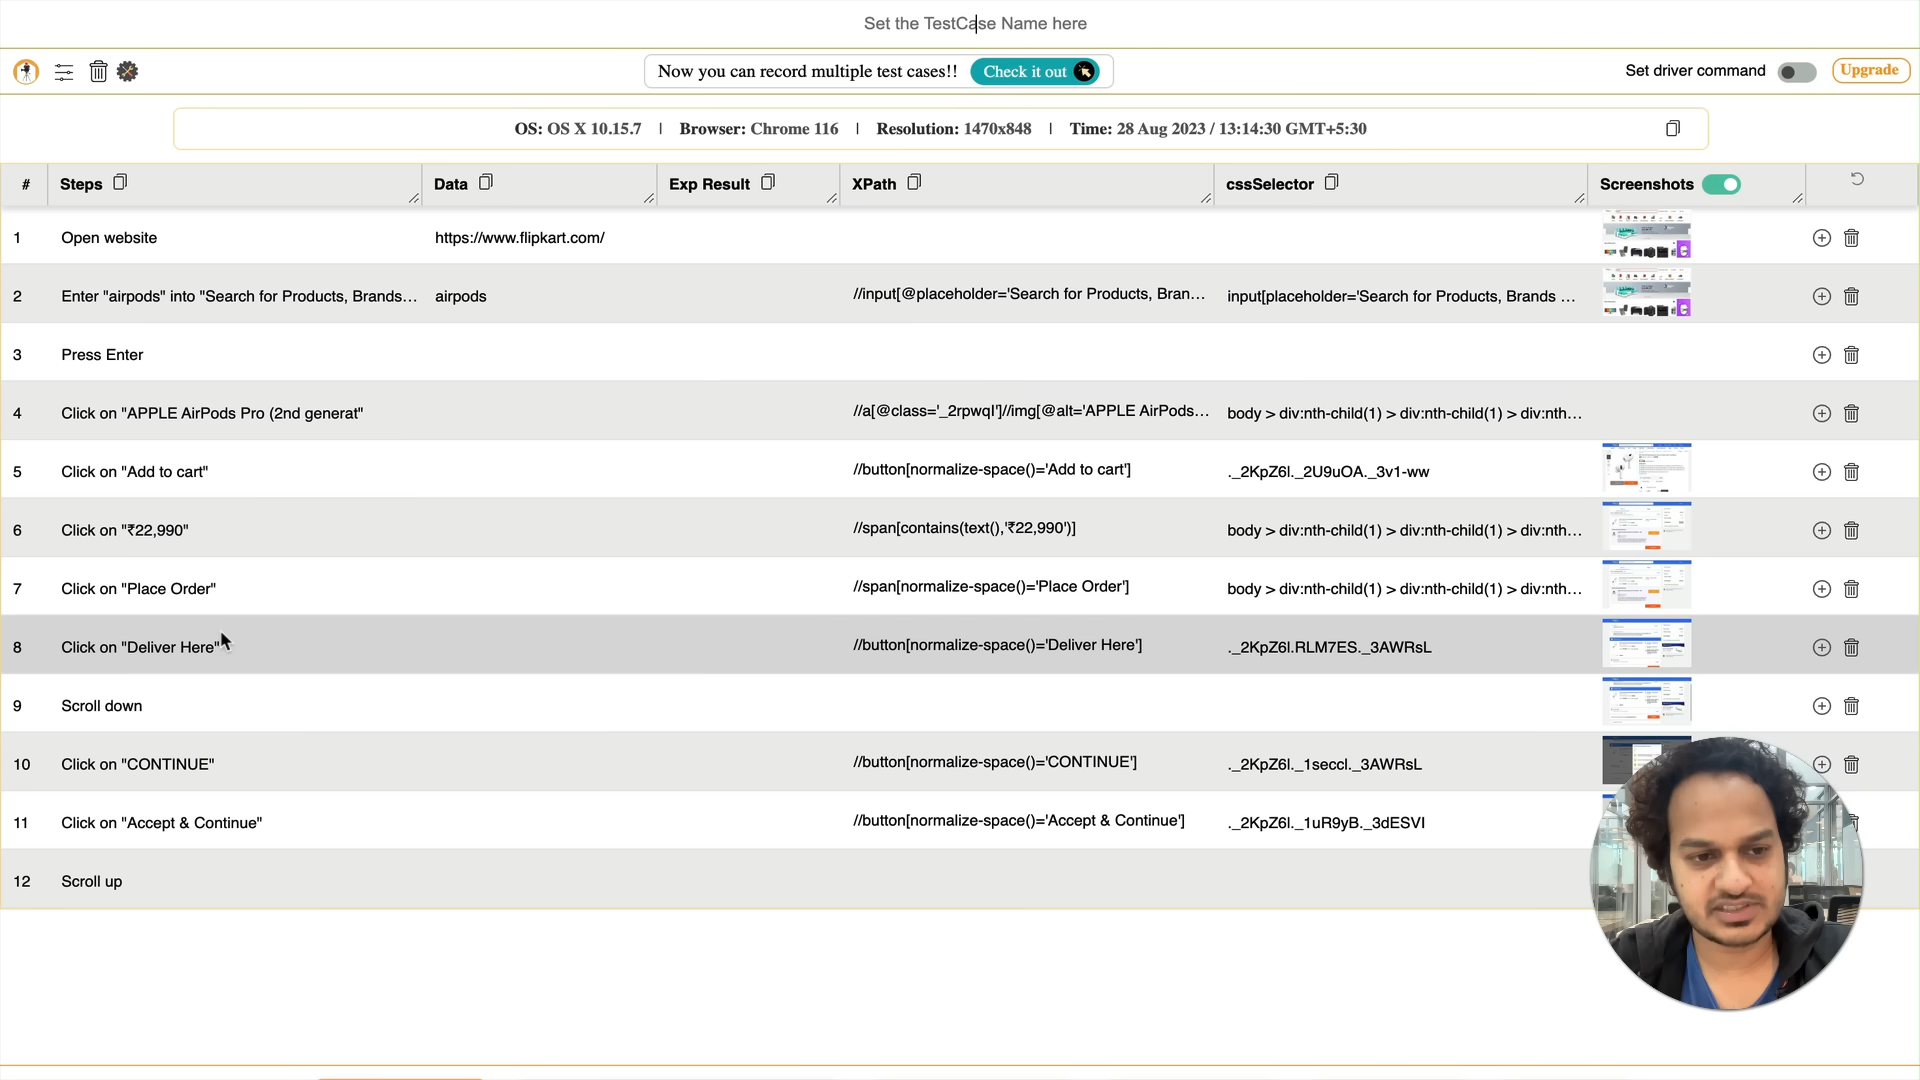 Set the TestCase Name here
Now you can record multiple test cases!! Check it out
Set driver command Upgrade
OS: OS X 10.15.7 | Browser: Chrome 116 | Resolution: 1470x848 | Time: 28 Aug 2023 / 13:14:30 GMT+5:30
# Steps Data Exp Result XPath cssSelector Screenshots
1 Open website https://www.flipkart.com/
2 Enter "airpods" into "Search for Products, Brands... airpods //input[@placeholder='Search for Products, Bran... input[placeholder='Search for Products, Brands ...
3 Press Enter
4 Click on "APPLE AirPods Pro (2nd generat" //a[@class='_2rpwqI']//img[@alt='APPLE AirPods... body > div:nth-child(1) > div:nth-child(1) > div:nth...
5 Click on "Add to cart" //button[normalize-space()='Add to cart'] ._2KpZ6l._2U9uOA._3v1-ww
6 Click on "₹22,990" //span[contains(text(),'₹22,990')] body > div:nth-child(1) > div:nth-child(1) > div:nth...
7 Click on "Place Order" //span[normalize-space()='Place Order'] body > div:nth-child(1) > div:nth-child(1) > div:nth...
8 Click on "Deliver Here" //button[normalize-space()='Deliver Here'] ._2KpZ6l.RLM7ES._3AWRsL
9 Scroll down
10 Click on "CONTINUE" //button[normalize-space()='CONTINUE'] ._2KpZ6l._1seccl._3AWRsL
11 Click on "Accept & Continue" //button[normalize-space()='Accept & Continue'] ._2KpZ6l._1uR9yB._3dESVI
12 Scroll up